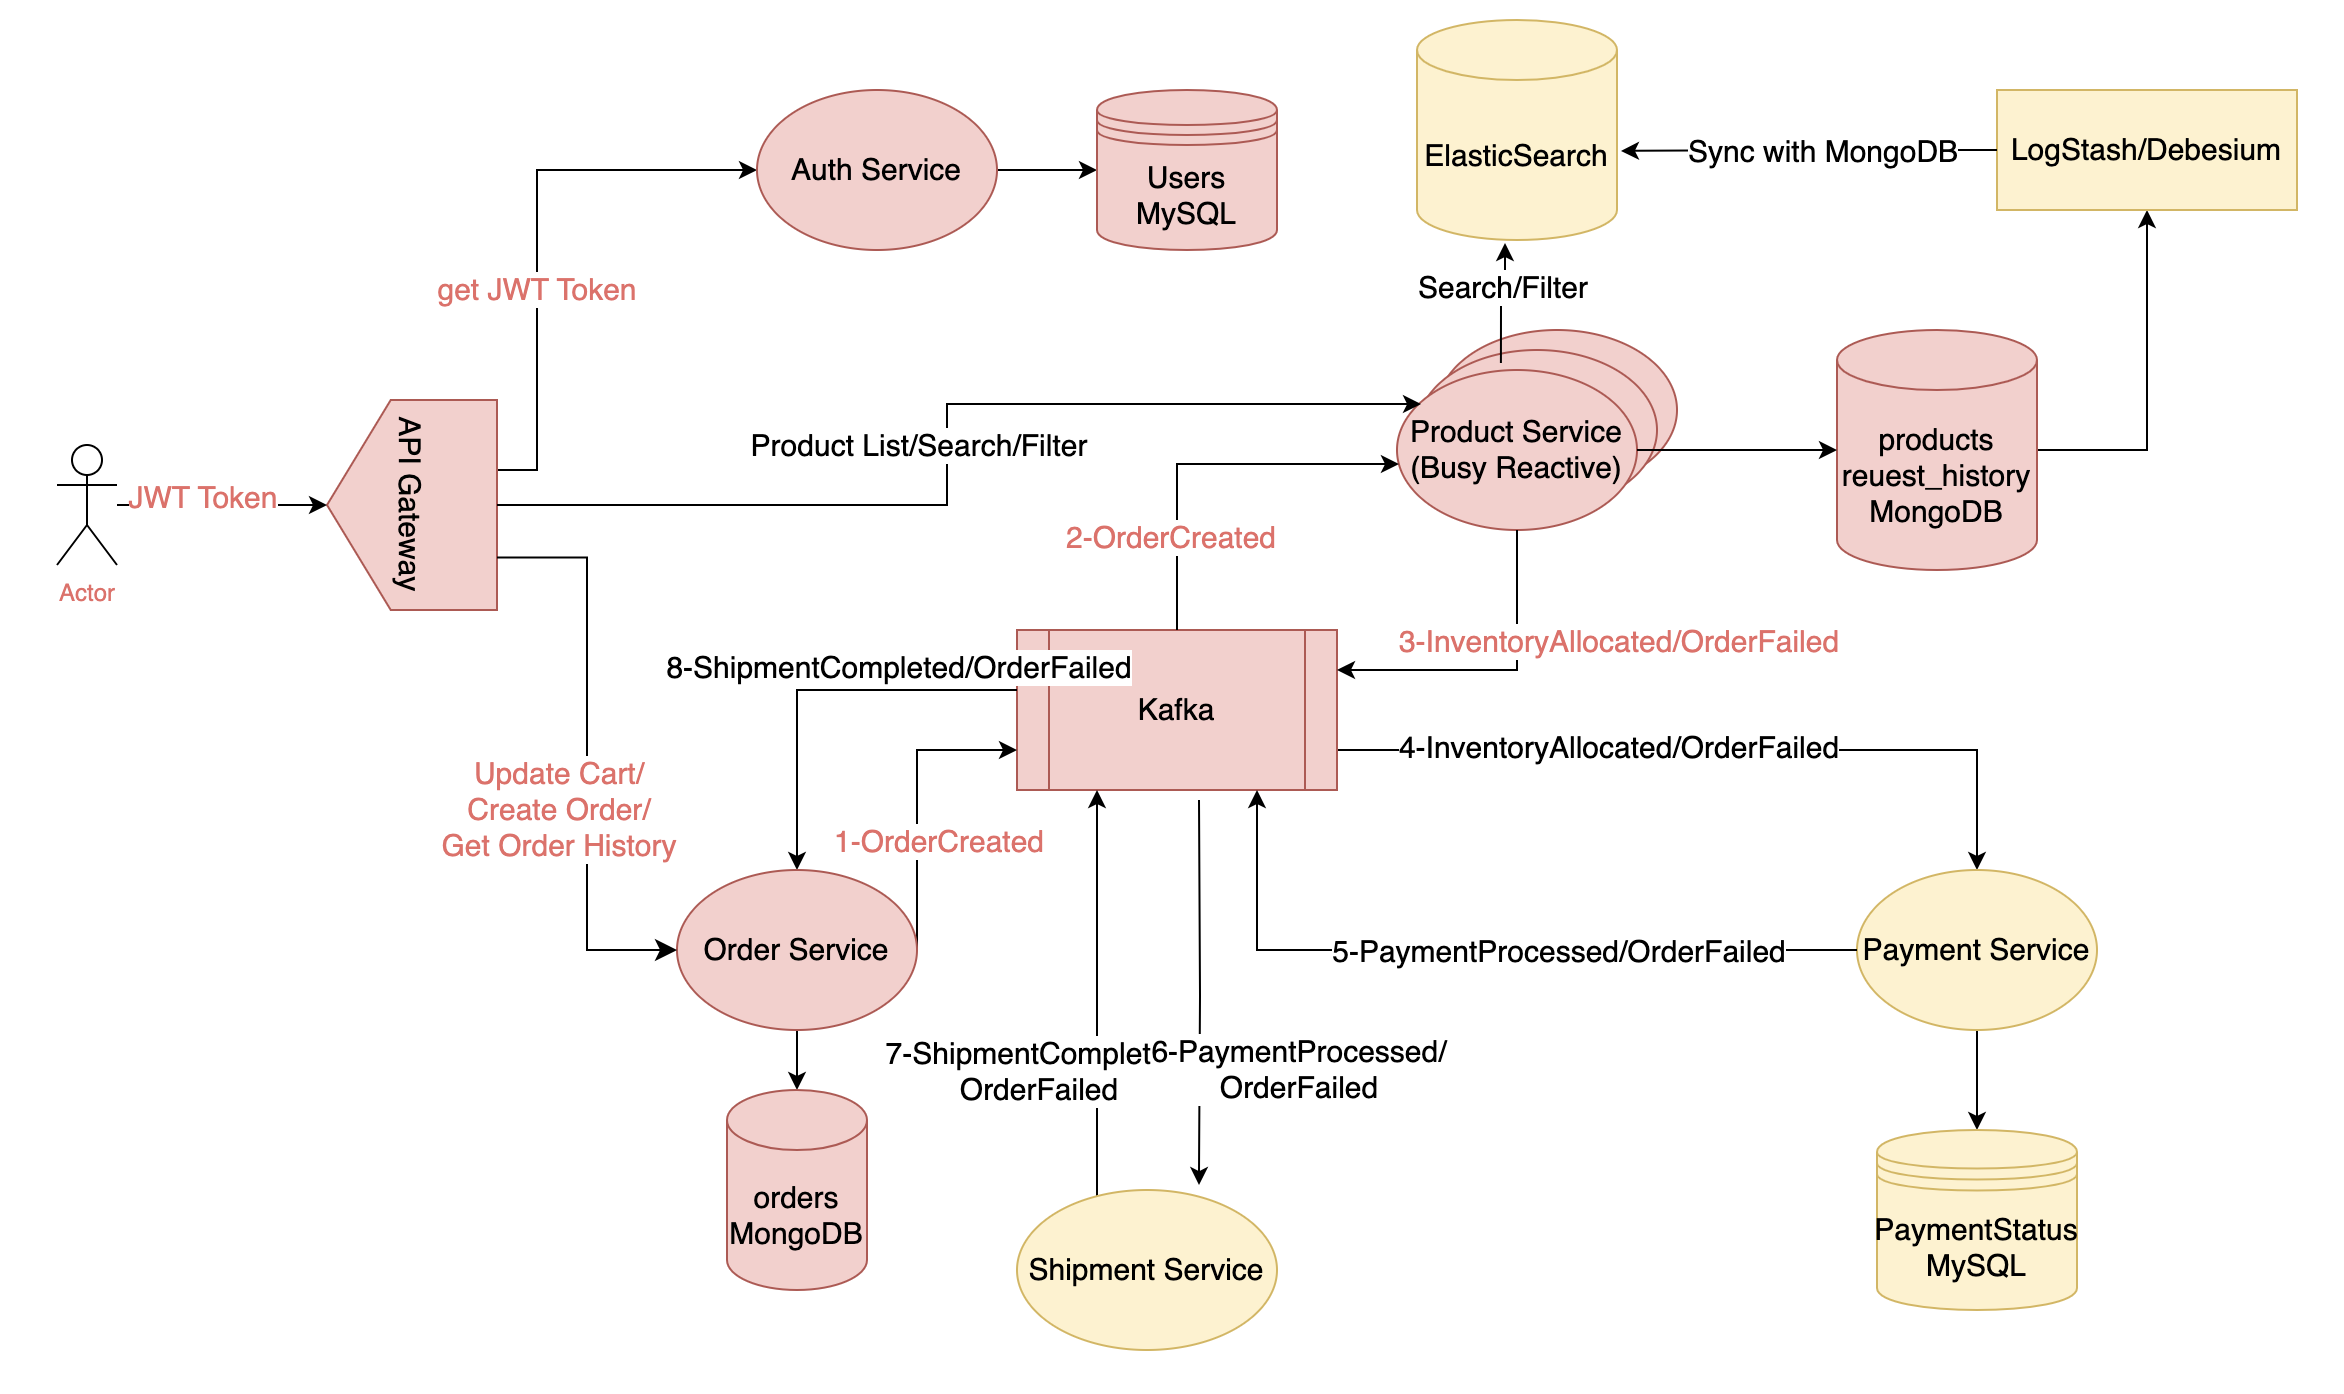 ElasticSearch
Sync with MongoDB
LogStash/Debesium
Auth Service
Users
MySQL
get JWT Token
Search/Filter
Product List/Search/Filter
Product Service
(Busy Reactive)
products
reuest_history
MongoDB
JWT Token
API Gateway
Actor
2-OrderCreated
3-InventoryAllocated/OrderFailed
8-ShipmentCompleted/OrderFailed
Kafka
4-InventoryAllocated/OrderFailed
Update Cart/
Create Order/
Get Order History
1-OrderCreated
Order Service
5-PaymentProcessed/OrderFailed
Payment Service
7-ShipmentComplet
OrderFailed
6-PaymentProcessed/
OrderFailed
orders
MongoDB
Shipment Service
PaymentStatus
MySQL